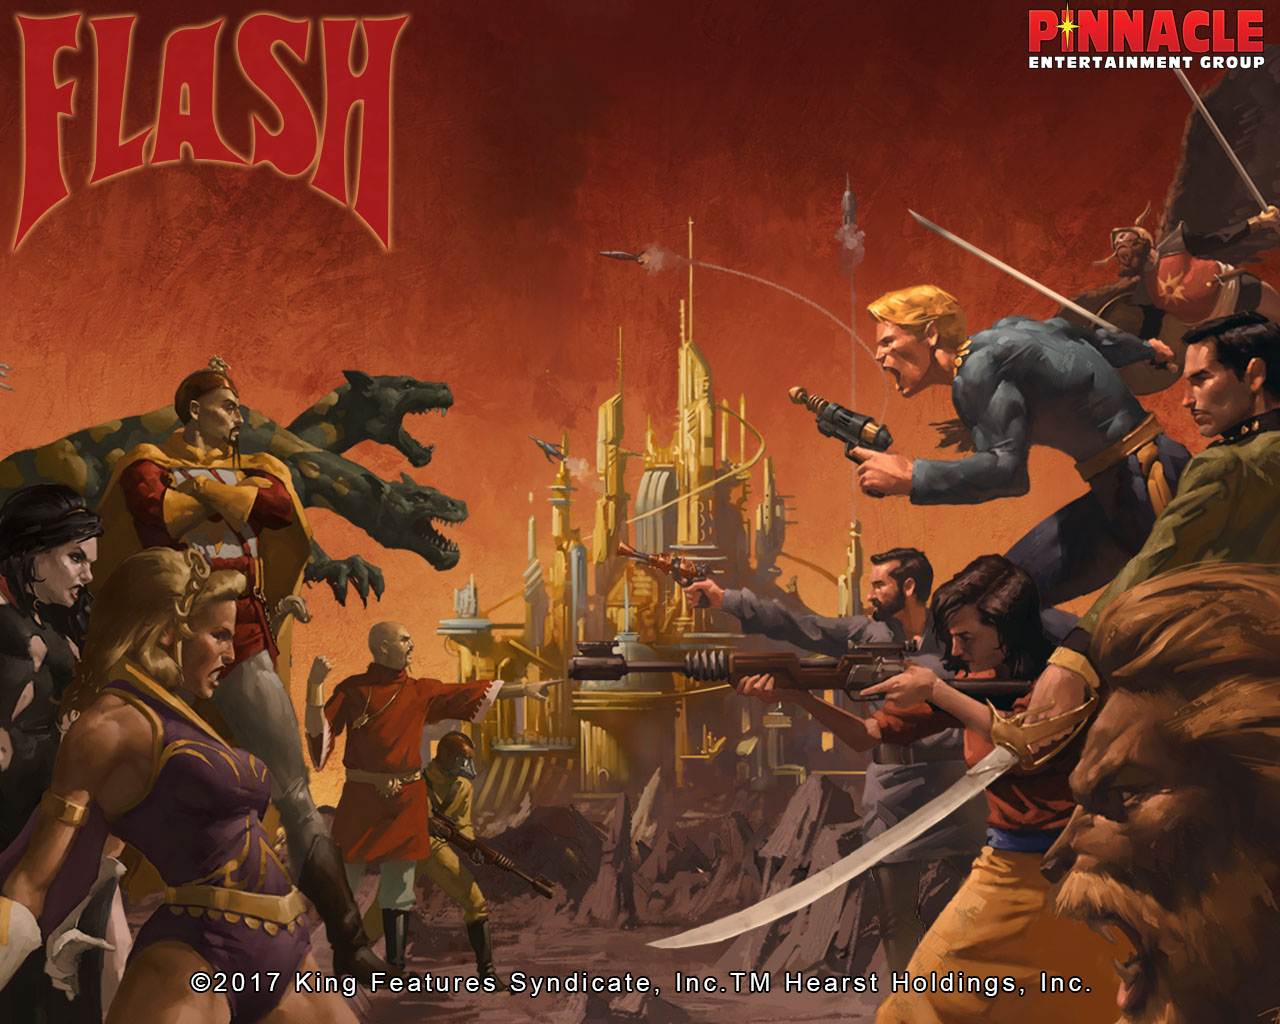 FLASH
PINNACLE
ENTERTAINMENT GROUP
©2017 King Features Syndicate, Inc.TM Hearst Holdings, Inc.